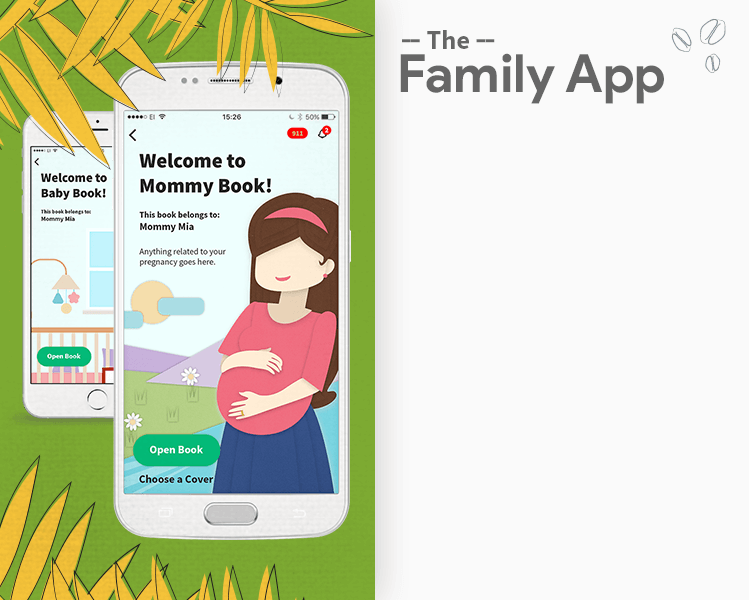 Welcome to
Baby Book!
This book belongs to:
Mommy Mia
Open Book
15:26
50%
911
2
Welcome to
Mommy Book!
This book belongs to:
Mommy Mia
Anything related to your
pregnancy goes here.
Open Book
Choose a Cover
– The –
Family App